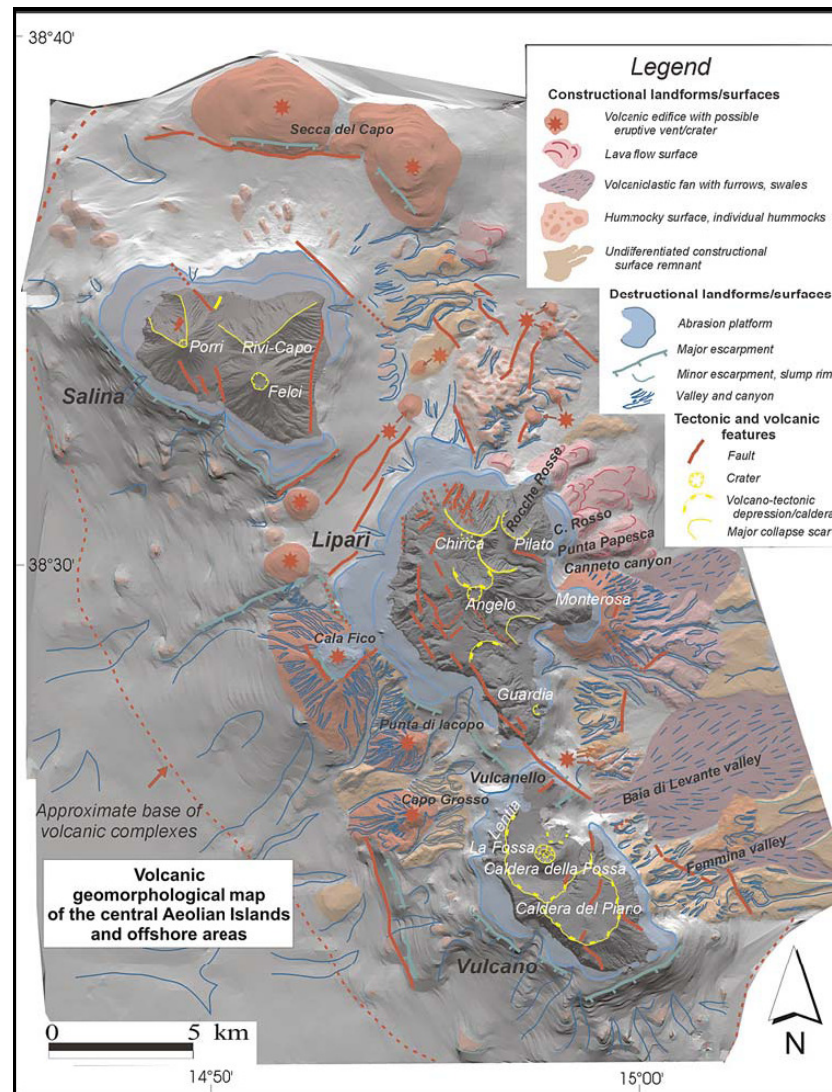 38°40'
Legend
Constructional landforms/surfaces
Volcanic edifice with possible
eruptive vent/crater
Lava flow surface
Volcaniclastic fan with furrows, swales
Hummocky surface, individual hummocks
Undifferentiated constructional
surface remnant
Destructional landforms/surfaces
Abrasion platform
Major escarpment
Minor escarpment, slump rim
Valley and canyon
Tectonic and volcanic
features
Fault
Crater
Volcano-tectonic
depression/caldera
Major collapse scar
Secca del Capo
Porri
Rivi-Capo
Felci
Salina
Lipari
Rocche Rosse
Chirica
Pilato
C. Rosso
Punta Papesca
Canneto canyon
38°30'
Angelo
Monterosa
Cala Fico
Guardia
Punta di Iacopo
Vulcanello
Baia di Levante valley
Capo Grosso
Lentia
La Fossa
Caldera della Fossa
Femmina valley
Caldera del Piano
Vulcano
Approximate base of
volcanic complexes
Volcanic
geomorphological map
of the central Aeolian Islands
and offshore areas
0 5 km
N
14°50'
15°00'